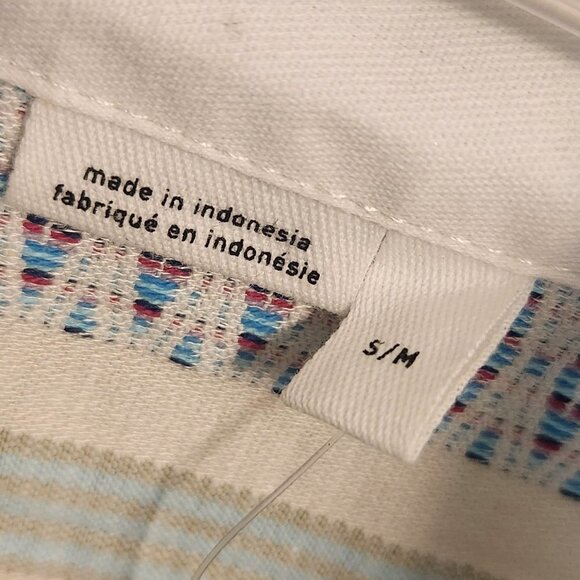 made in indonesia
fabriqué en indonésie
S/M